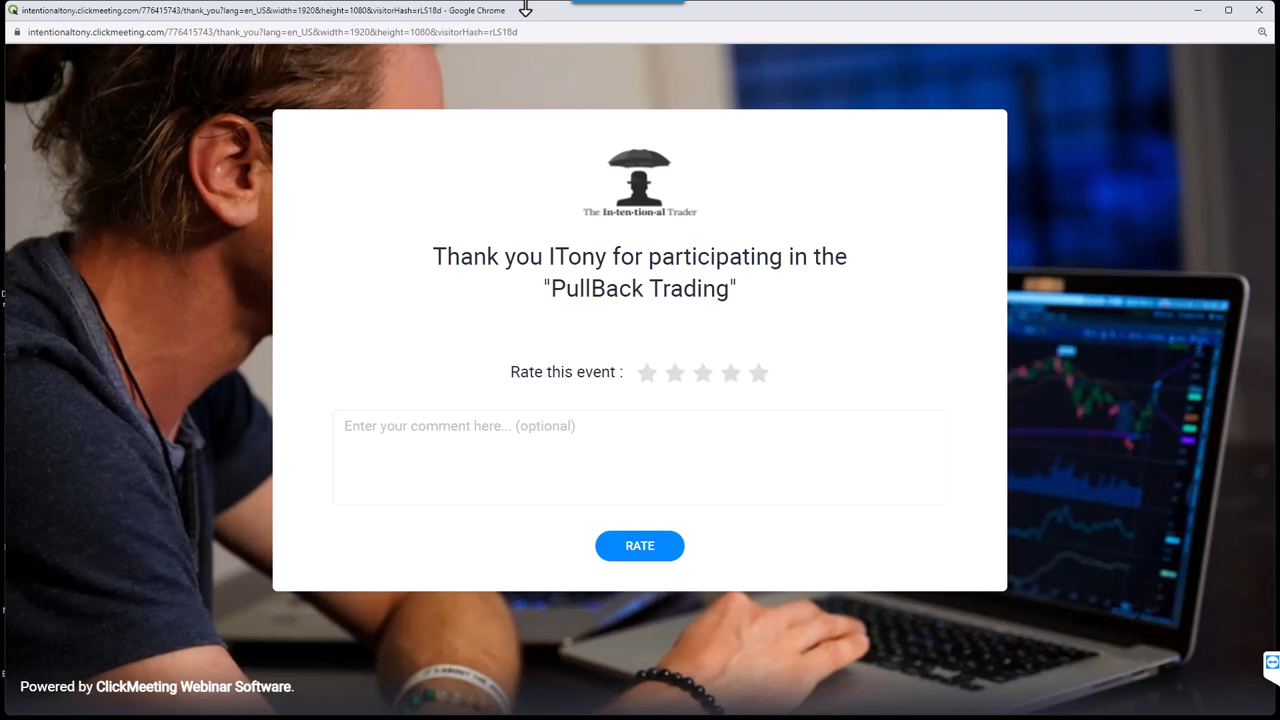 intentionaltony.clickmeeting.com/776415743/thank_you?lang=en_US&width=1920&height=1080&visitorHash=rLS18d - Google Chrome
intentionaltony.clickmeeting.com/776415743/thank_you?lang=en_US&width=1920&height=1080&visitorHash=rLS18d
The In-ten-tion-al Trader
Thank you ITony for participating in the
"PullBack Trading"
Rate this event :
Enter your comment here... (optional)
RATE
Powered by ClickMeeting Webinar Software.